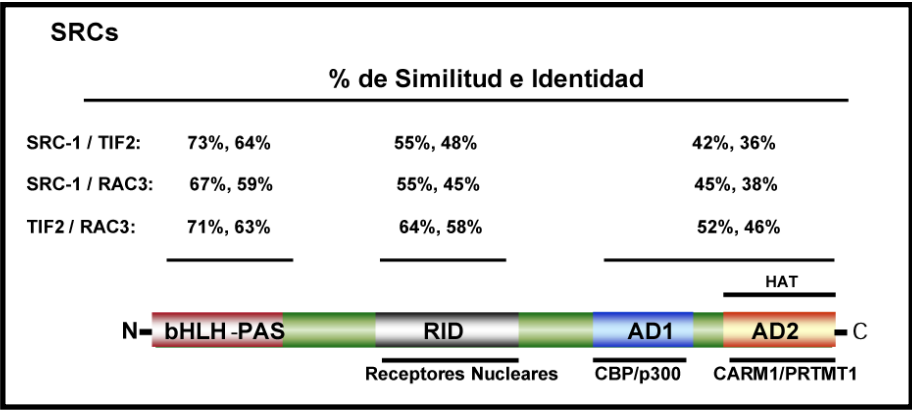 SRCs
% de Similitud e Identidad
SRC-1 / TIF2: 73%, 64% 55%, 48% 42%, 36%
SRC-1 / RAC3: 67%, 59% 55%, 45% 45%, 38%
TIF2 / RAC3: 71%, 63% 64%, 58% 52%, 46%
HAT
N bHLH -PAS RID AD1 AD2 C
Receptores Nucleares CBP/p300 CARM1/PRTMT1